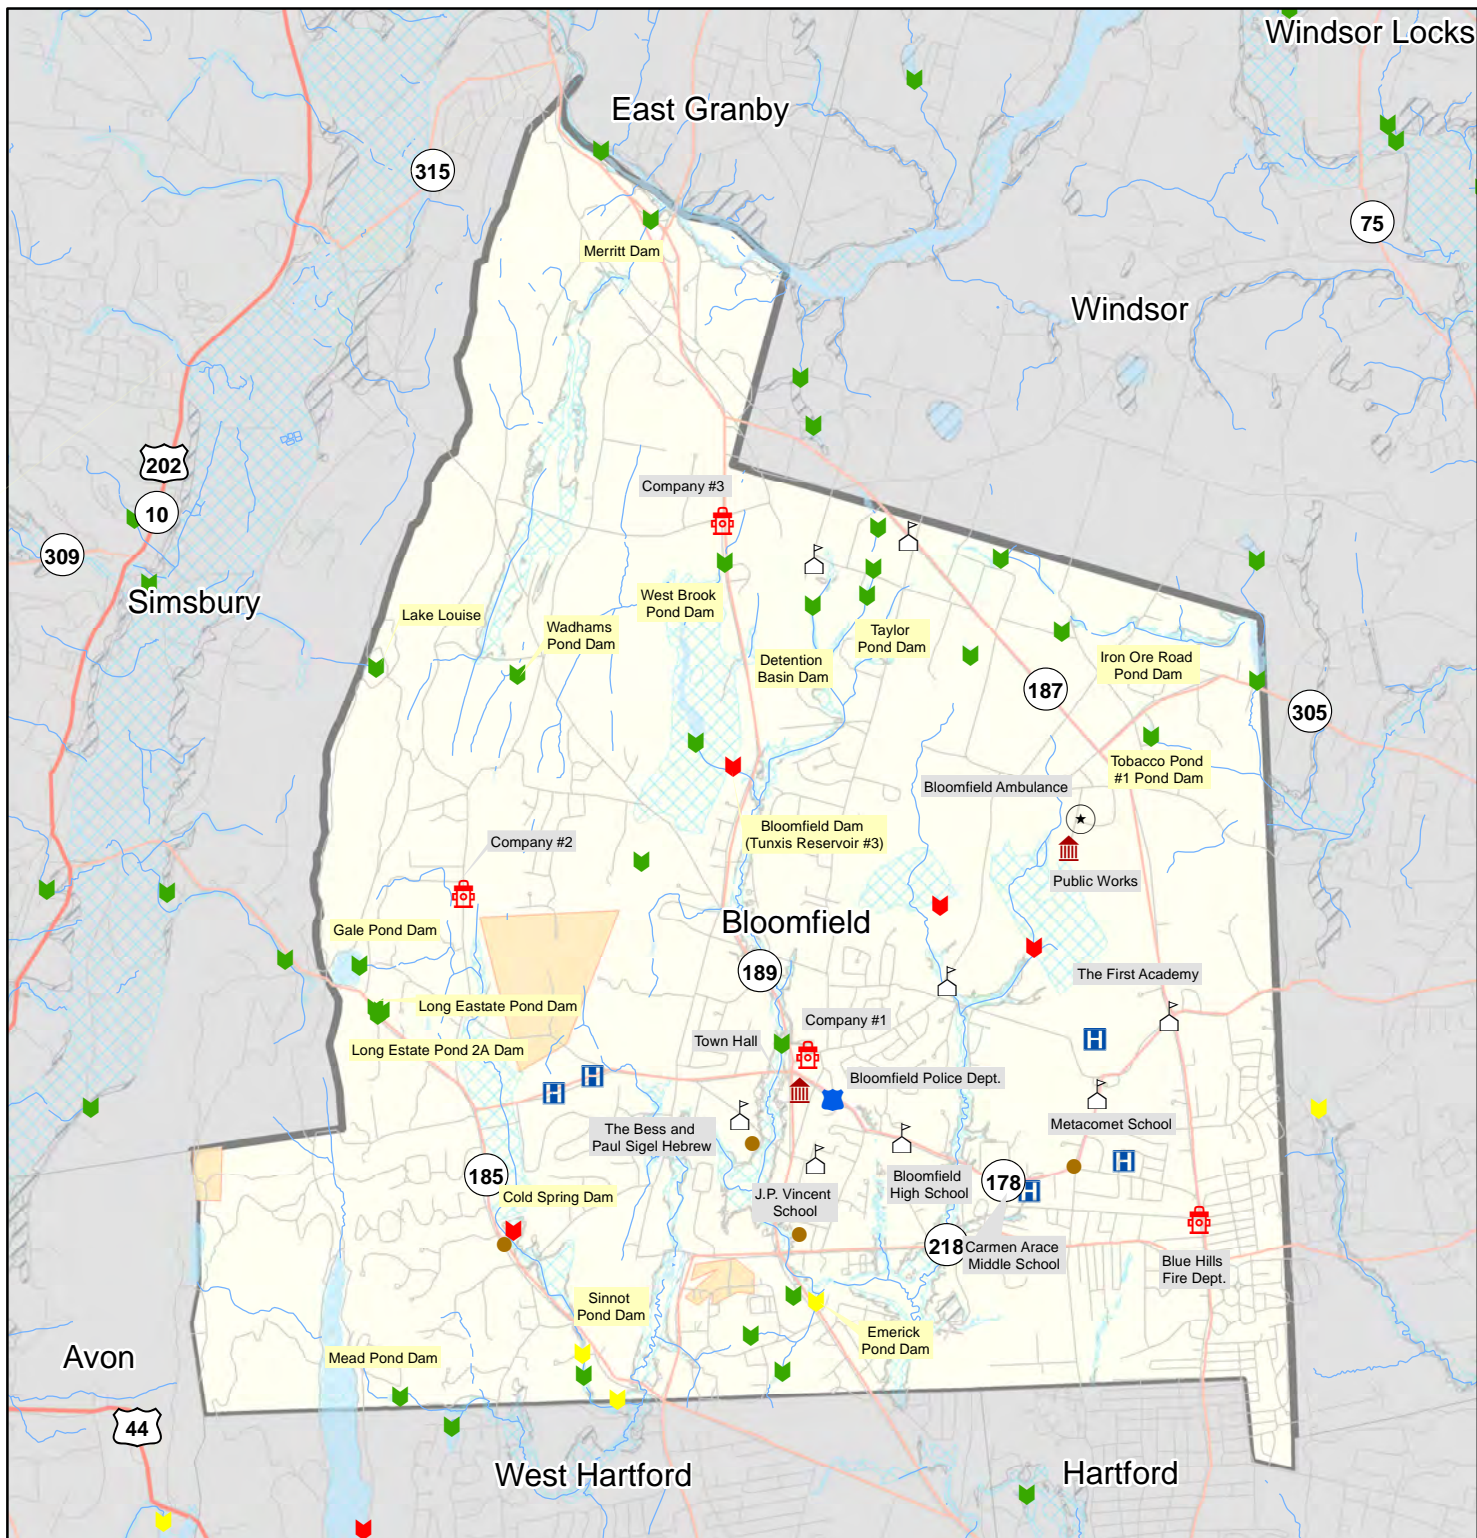 Windsor Locks
East Granby
315
75
Merritt Dam
Windsor
202
Company #3
10
309
Simsbury
Lake Louise
West Brook
Pond Dam
Wadhams
Pond Dam
Taylor
Pond Dam
Detention
Basin Dam
Iron Ore Road
Pond Dam
187
305
Tobacco Pond
#1 Pond Dam
Bloomfield Ambulance
Bloomfield Dam
(Tunxis Reservoir #3)
Company #2
Public Works
Bloomfield
Gale Pond Dam
189
The First Academy
Long Eastate Pond Dam
Company #1
Town Hall
Long Estate Pond 2A Dam
H
Bloomfield Police Dept.
H
H
The Bess and
Paul Sigel Hebrew
Metacomet School
H
185
Cold Spring Dam
J.P. Vincent
School
Bloomfield
High School
178
H
218
Carmen Arace
Middle School
Blue Hills
Fire Dept.
Sinnot
Pond Dam
Emerick
Pond Dam
Avon
Mead Pond Dam
44
West Hartford
Hartford